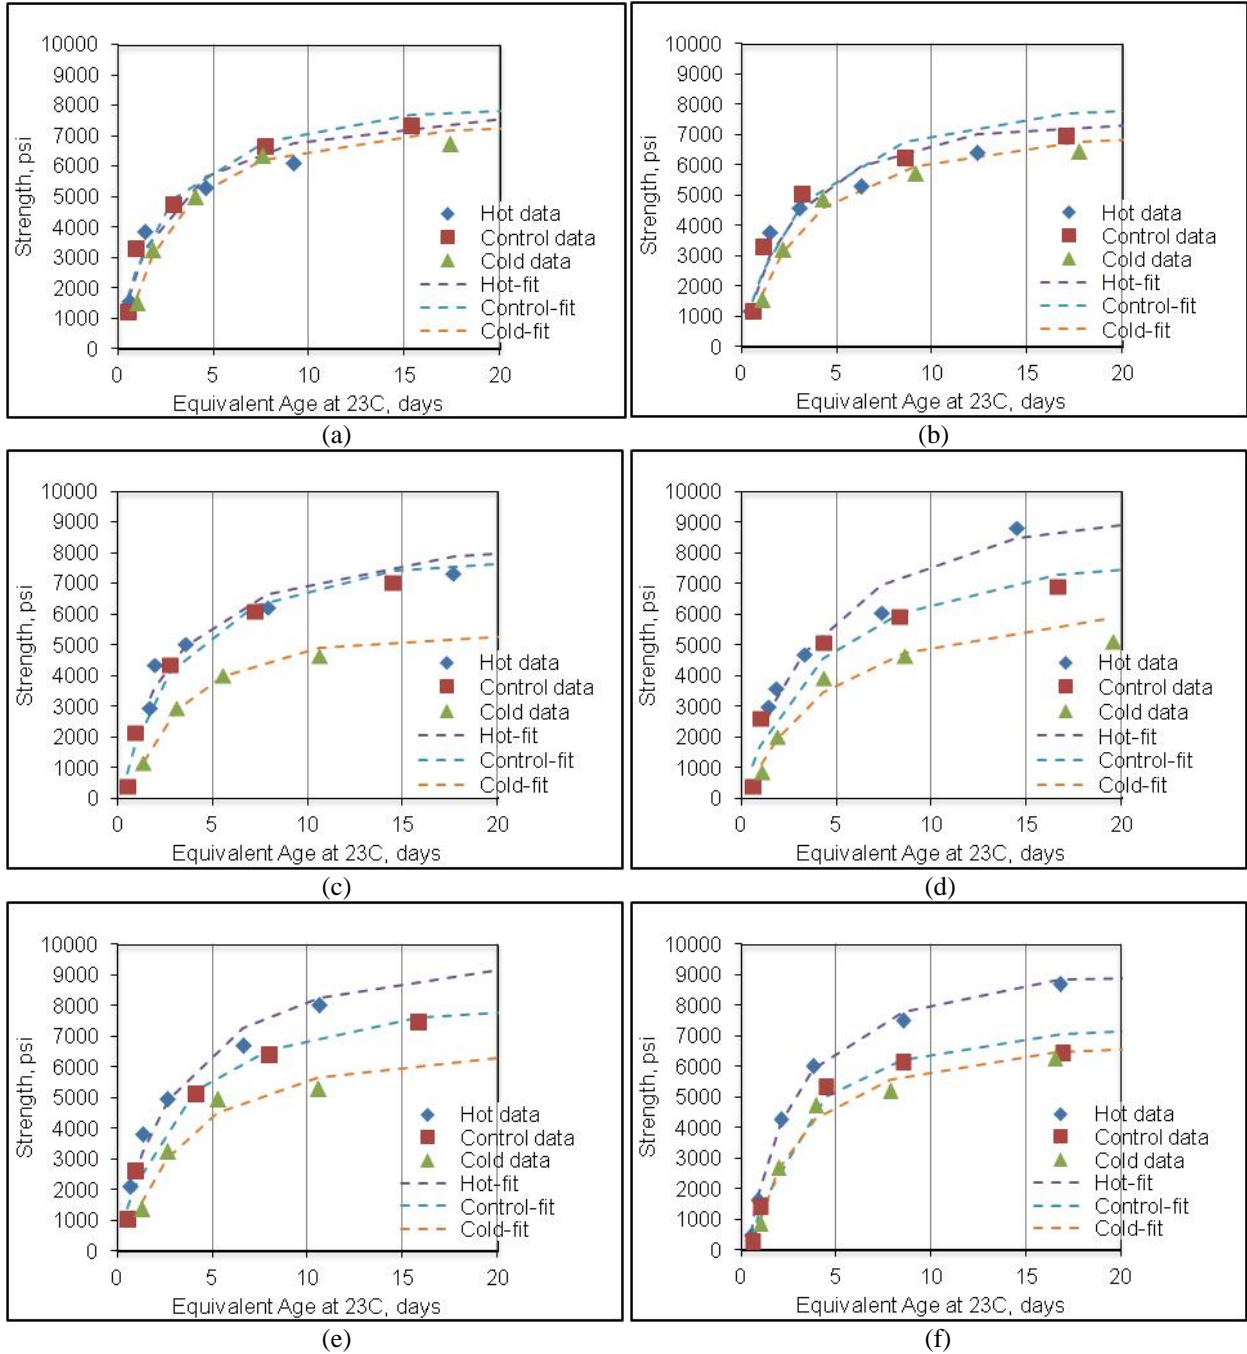 10000
9000
8000
7000
6000
5000
4000
3000
2000
1000
0
Strength, psi
Hot data
Control data
Cold data
Hot-fit
Control-fit
Cold-fit
0 5 10 15 20
Equivalent Age at 23C, days
(a)
10000
9000
8000
7000
6000
5000
4000
3000
2000
1000
0
Strength, psi
Hot data
Control data
Cold data
Hot-fit
Control-fit
Cold-fit
0 5 10 15 20
Equivalent Age at 23C, days
(b)
10000
9000
8000
7000
6000
5000
4000
3000
2000
1000
0
Strength, psi
Hot data
Control data
Cold data
Hot-fit
Control-fit
Cold-fit
0 5 10 15 20
Equivalent Age at 23C, days
(c)
10000
9000
8000
7000
6000
5000
4000
3000
2000
1000
0
Strength, psi
Hot data
Control data
Cold data
Hot-fit
Control-fit
Cold-fit
0 5 10 15 20
Equivalent Age at 23C, days
(d)
10000
9000
8000
7000
6000
5000
4000
3000
2000
1000
0
Strength, psi
Hot data
Control data
Cold data
Hot-fit
Control-fit
Cold-fit
0 5 10 15 20
Equivalent Age at 23C, days
(e)
10000
9000
8000
7000
6000
5000
4000
3000
2000
1000
0
Strength, psi
Hot data
Control data
Cold data
Hot-fit
Control-fit
Cold-fit
0 5 10 15 20
Equivalent Age at 23C, days
(f)